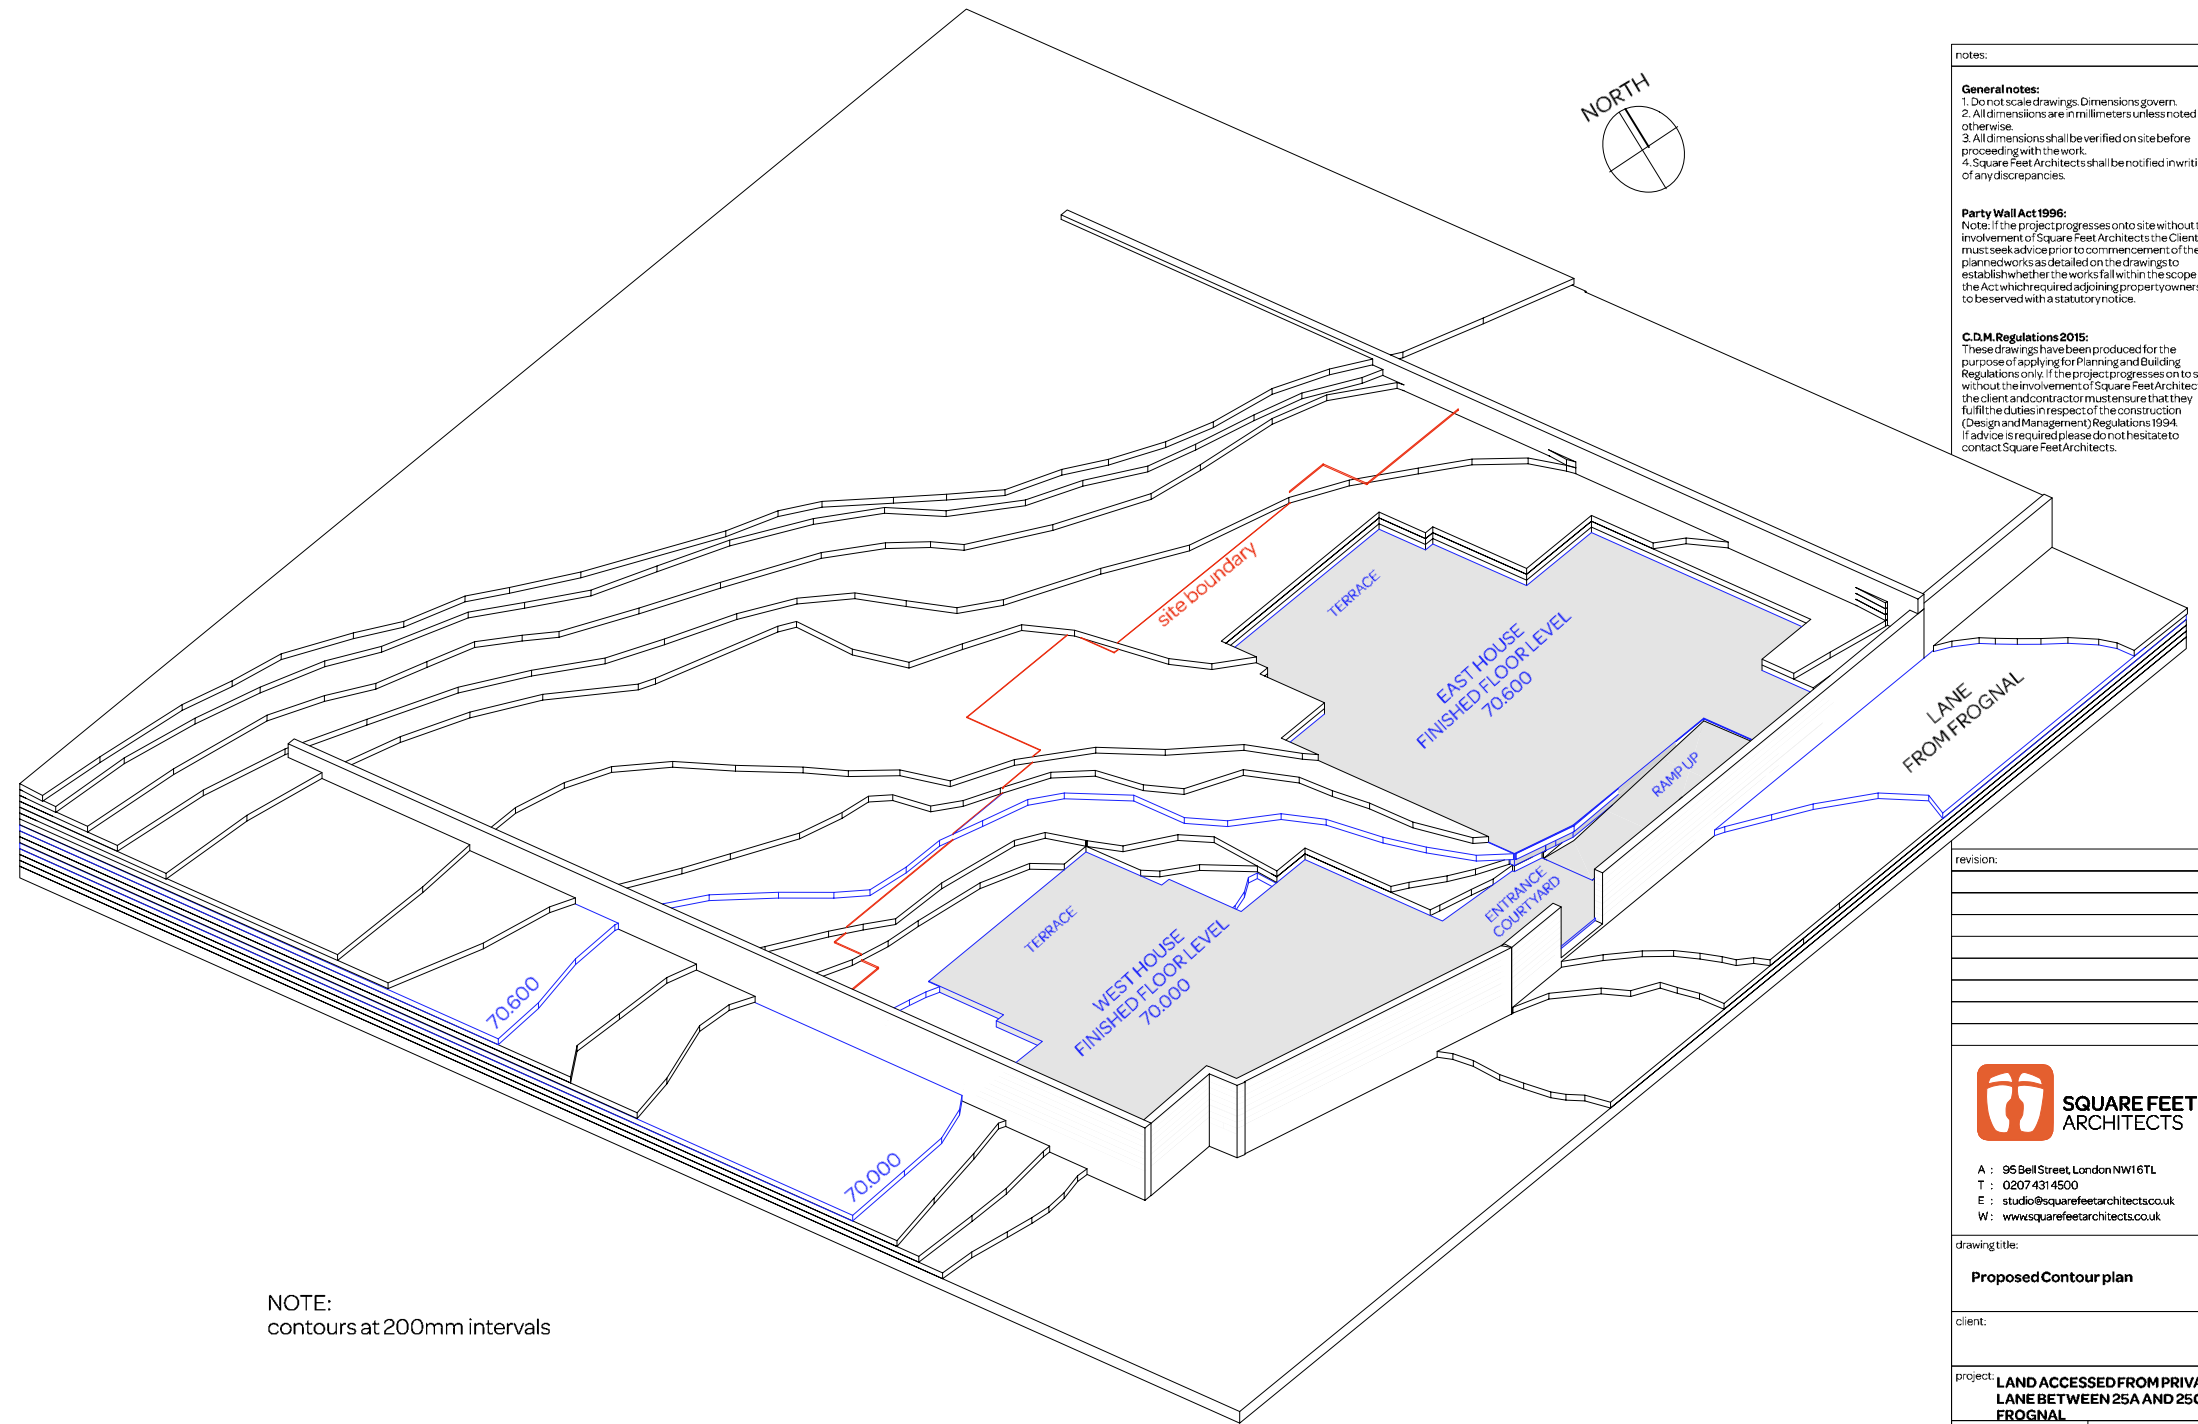 NORTH
site boundary
TERRACE
EAST HOUSE
FINISHED FLOOR LEVEL
70.600
RAMP UP
LANE
FROM FROGNAL
ENTRANCE
COURTYARD
TERRACE
WEST HOUSE
FINISHED FLOOR LEVEL
70.000
70.600
70.000
NOTE:
contours at 200mm intervals
notes:
General notes:
1. Do not scale drawings. Dimensions govern.
2. All dimensiions are in millimeters unless noted
otherwise.
3. All dimensions shall be verified on site before
proceeding with the work.
4. Square Feet Architects shall be notified in writi
of any discrepancies.
Party Wall Act 1996:
Note: If the project progresses onto site without t
involvement of Square Feet Architects the Client
must seek advice prior to commencement of the
planned works as detailed on the drawings to
establish whether the works fall within the scope
the Act which required adjoining property owners
to be served with a statutory notice.
C.D.M. Regulations 2015:
These drawings have been produced for the
purpose of applying for Planning and Building
Regulations only. If the project progresses on to s
without the involvement of Square Feet Architec
the client and contractor must ensure that they
fulfil the duties in respect of the construction
(Design and Management) Regulations 1994.
If advice is required please do not hesitate to
contact Square Feet Architects.
revision:
SQUARE FEET
ARCHITECTS
A : 95 Bell Street, London NW1 6TL
T : 0207 431 4500
E : studio@squarefeetarchitects.co.uk
W : www.squarefeetarchitects.co.uk
drawing title:
Proposed Contour plan
client:
project: LAND ACCESSED FROM PRIVA
LANE BETWEEN 25A AND 25C
FROGNAL